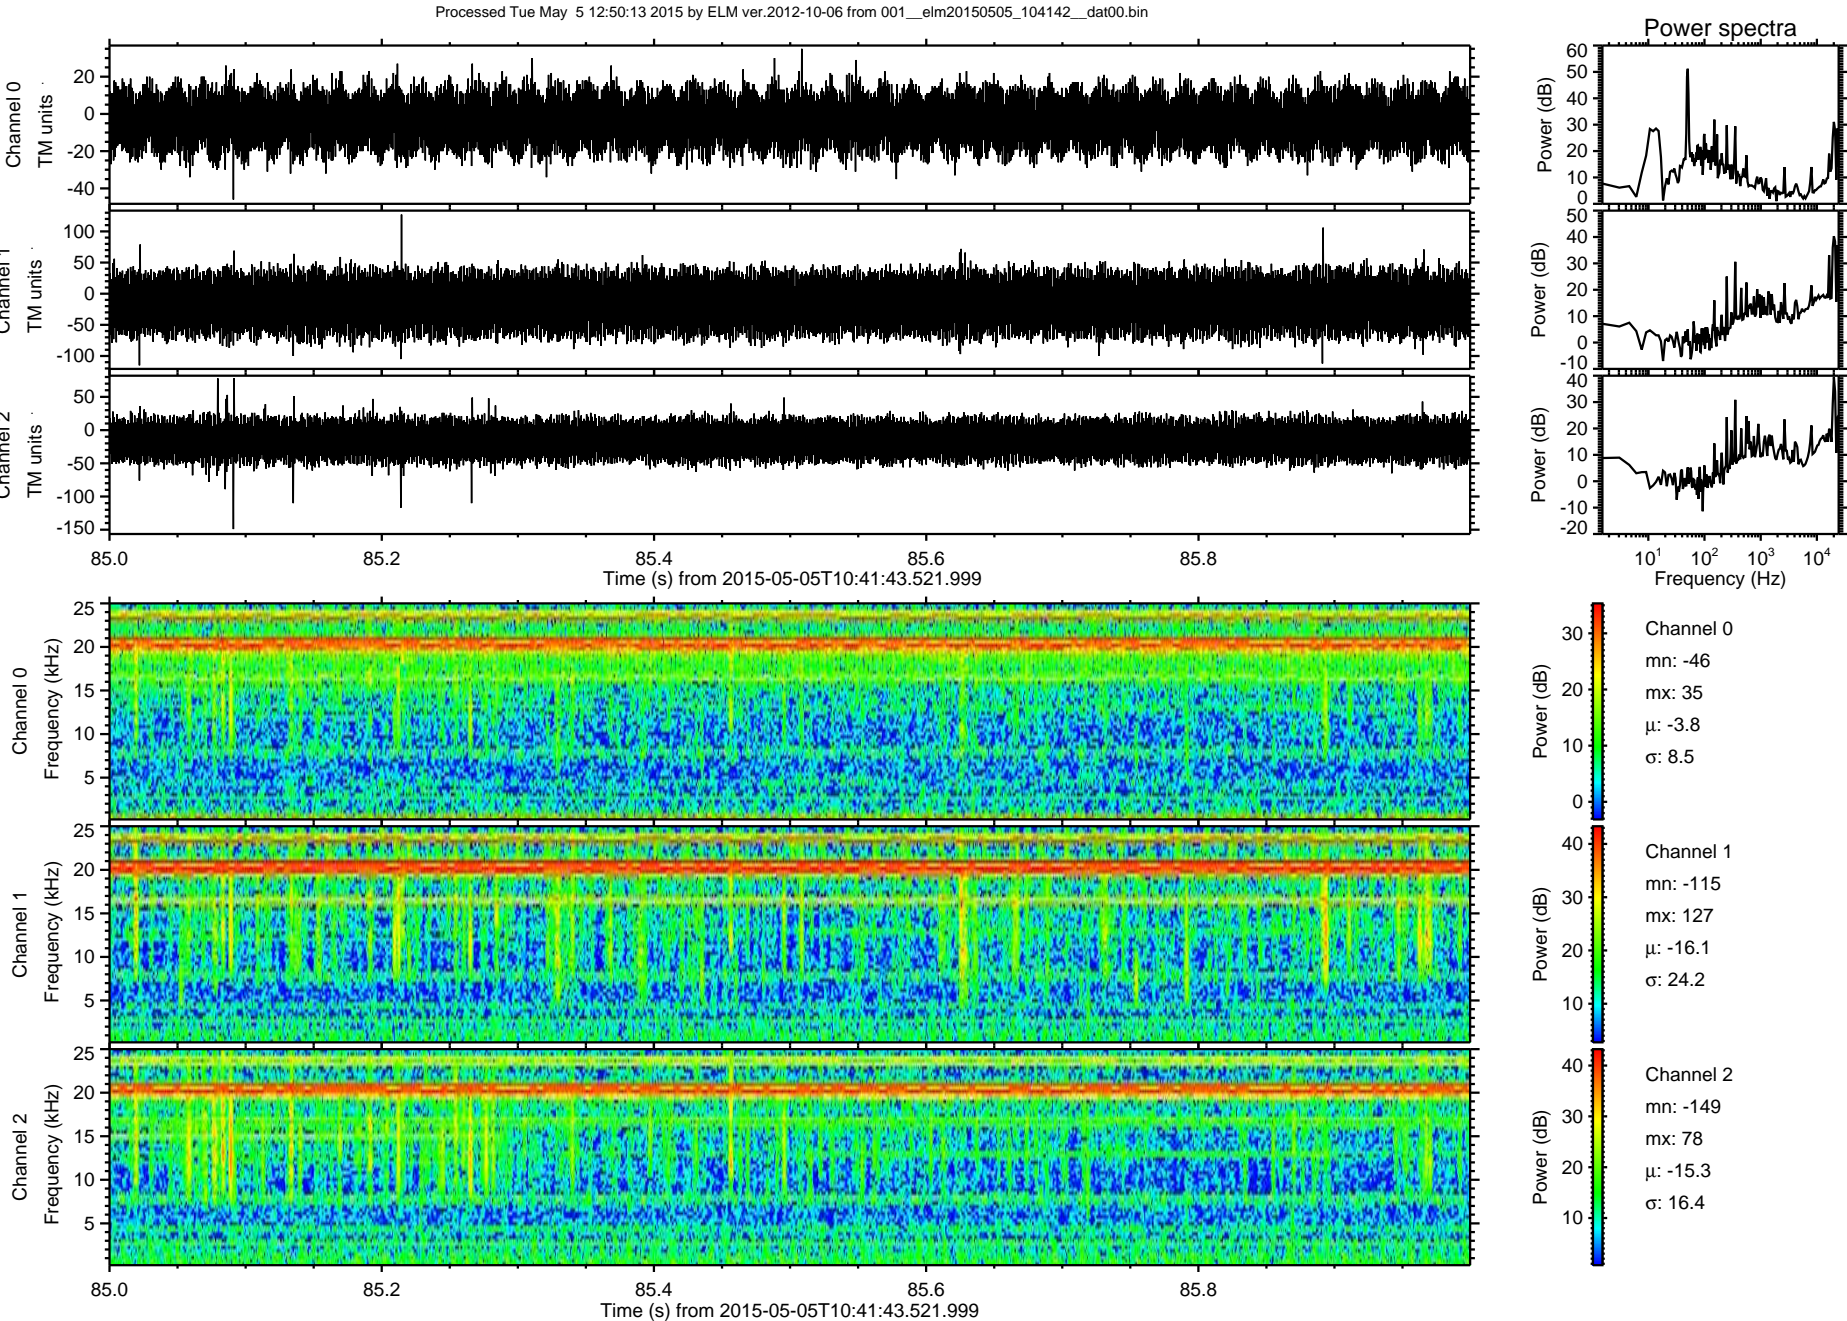 Processed Tue May  5 12:50:13 2015 by ELM ver.2012-10-06 from 001__elm20150505_104142__dat00.bin
Power spectra
Channel 0
TM units
20
0
-20
-40
Power (dB)
60
50
40
30
20
10
0
Channel 1
TM units
100
50
0
-50
-100
Power (dB)
50
40
30
20
10
0
-10
Channel 2
TM units
50
0
-50
-100
-150
Power (dB)
40
30
20
10
0
-10
-20
85.0 85.2 85.4 85.6 85.8
Time (s) from 2015-05-05T10:41:43.521.999
10¹ 10² 10³ 10⁴
Frequency (Hz)
Channel 0
Frequency (kHz)
25
20
15
10
5
Power (dB)
30
20
10
0
Channel 0
mn: -46
mx: 35
μ: -3.8
σ: 8.5
Channel 1
Frequency (kHz)
25
20
15
10
5
Power (dB)
40
30
20
10
Channel 1
mn: -115
mx: 127
μ: -16.1
σ: 24.2
Channel 2
Frequency (kHz)
25
20
15
10
5
Power (dB)
40
30
20
10
Channel 2
mn: -149
mx: 78
μ: -15.3
σ: 16.4
85.0 85.2 85.4 85.6 85.8
Time (s) from 2015-05-05T10:41:43.521.999